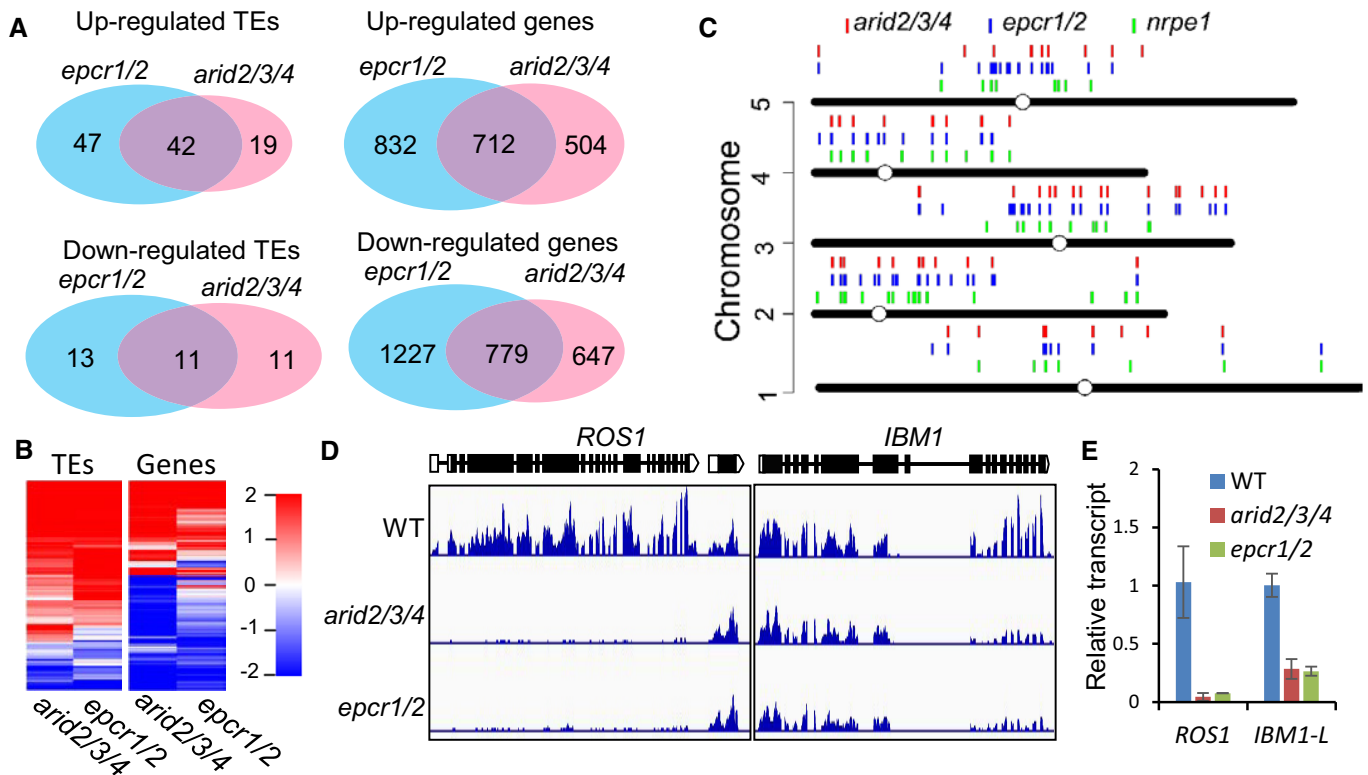 A
Up-regulated TEs
epcr1/2
arid2/3/4
47
42
19
Up-regulated genes
epcr1/2
arid2/3/4
832
712
504
Down-regulated TEs
epcr1/2
arid2/3/4
13
11
11
Down-regulated genes
epcr1/2
arid2/3/4
1227
779
647
B
TEs
Genes
2
1
0
-1
-2
arid2/3/4
epcr1/2
arid2/3/4
epcr1/2
C
arid2/3/4
epcr1/2
nrpe1
Chromosome
5
4
3
2
1
D
ROS1
IBM1
WT
arid2/3/4
epcr1/2
E
Relative transcript
2
1.5
1
0.5
0
WT
arid2/3/4
epcr1/2
ROS1
IBM1-L